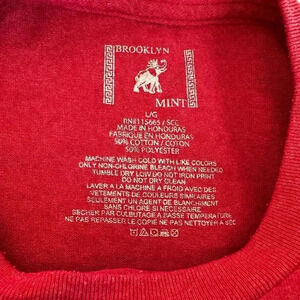 BROOKLYN
MINT
L/G
RN#115665 / SCC
MADE IN HONDURAS
FABRIQUE EN HONDURAS
50% COTTON / COTON
50% POLYESTER
MACHINE WASH COLD WITH LIKE COLORS
ONLY NON-CHLORINE BLEACH WHEN NEEDED
TUMBLE DRY LOW DO NOT IRON PRINT
DO NOT DRY CLEAN
LAVER A LA MACHINE A FROID AVEC DES
VETEMENTS DE COULEURS SIMILAIRES
SEULEMENT UN AGENT DE BLANCHIMENT
SANS CHLORE SI NECESSAIRE
SECHER PAR CULBUTAGE A BASSE TEMPERATURE
NE PAS REPASSER LE COPIE NE PAS NETTOYER A SEC